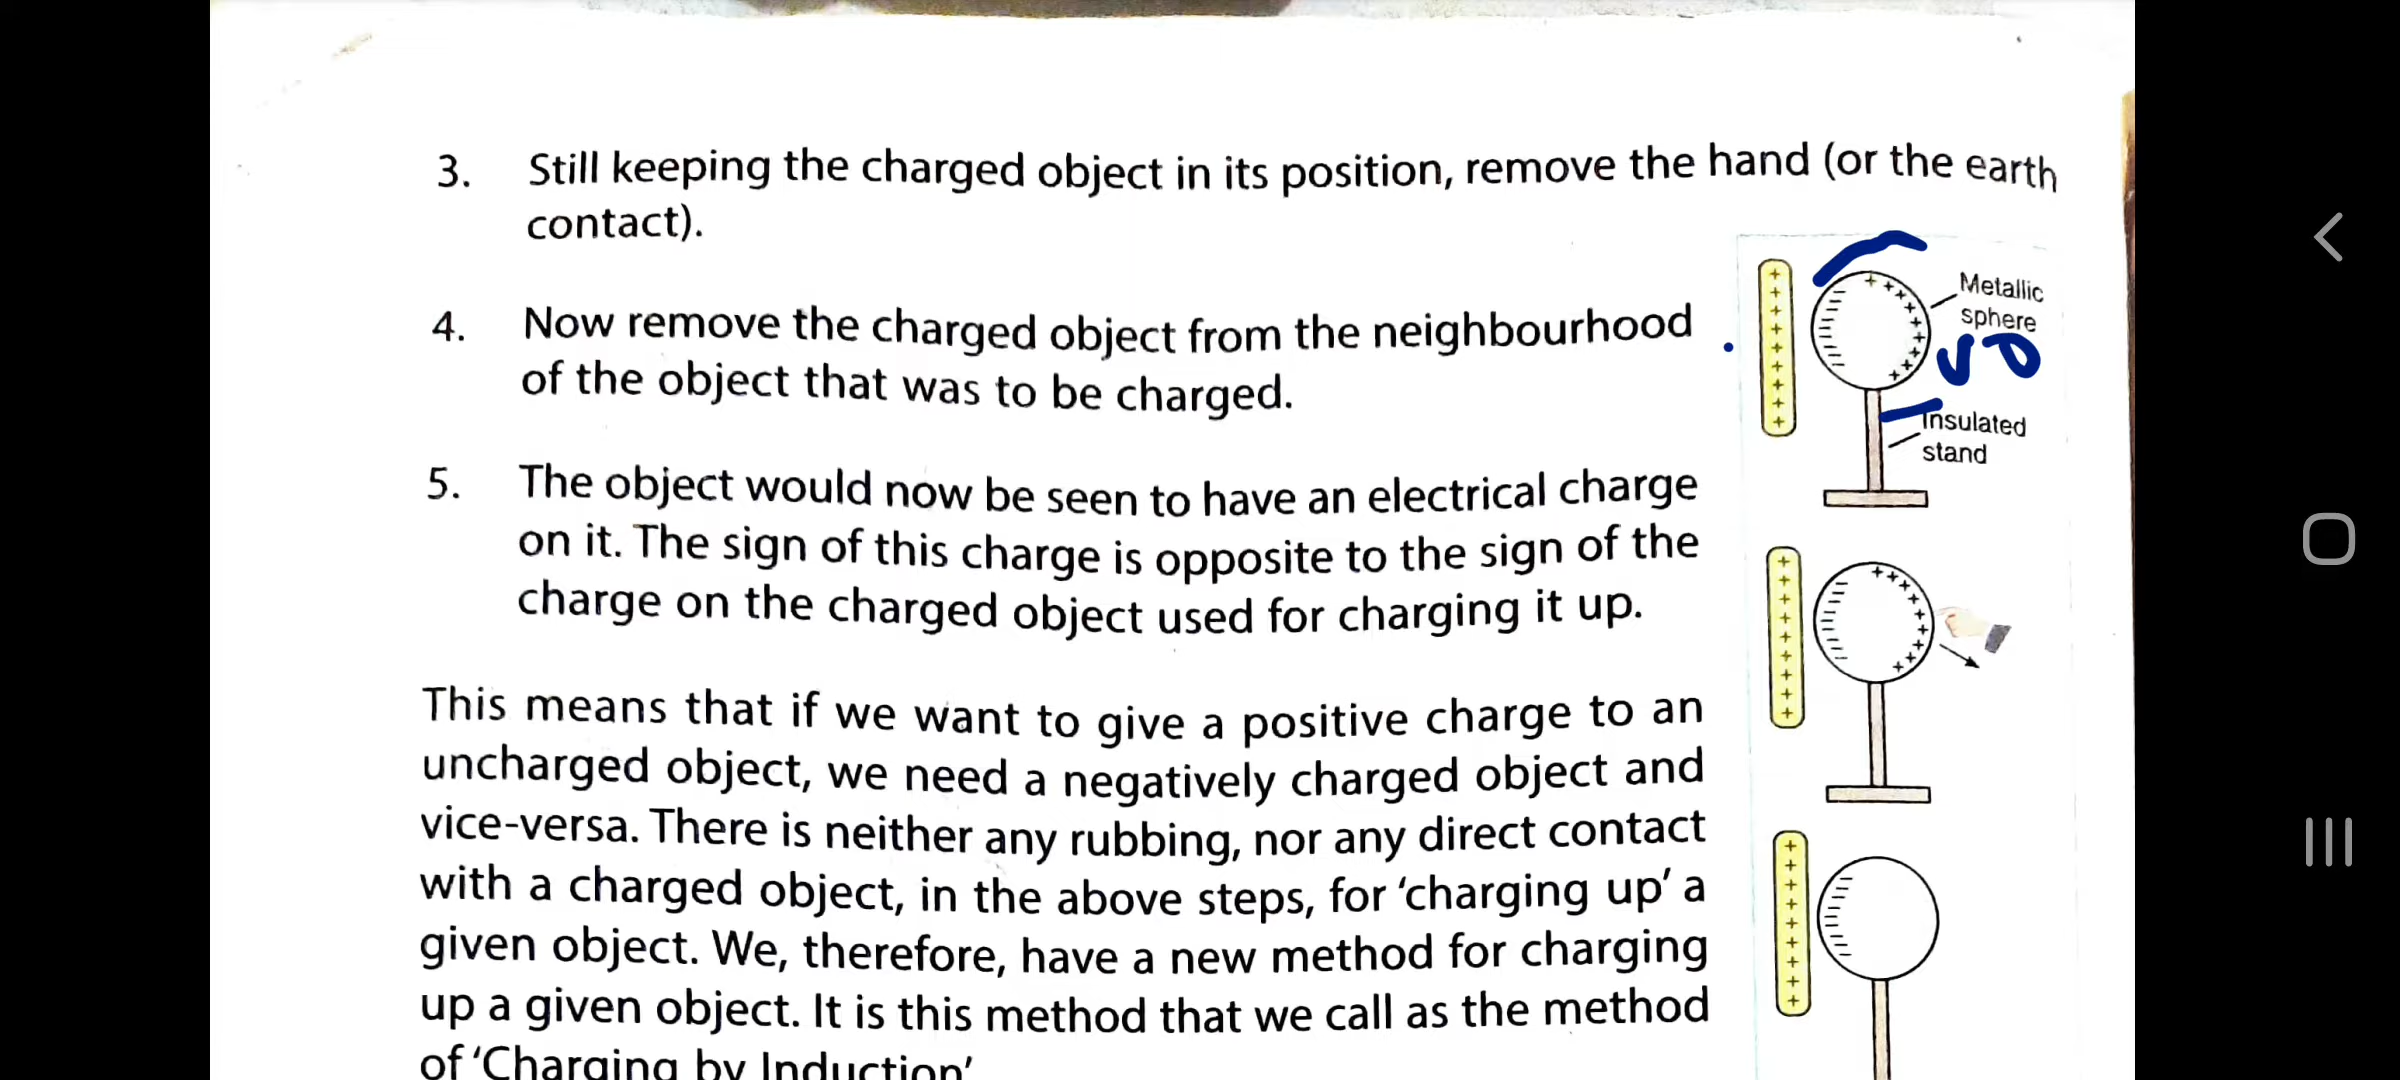 3. Still keeping the charged object in its position, remove the hand (or the earth
contact).
4. Now remove the charged object from the neighbourhood
of the object that was to be charged.
5. The object would now be seen to have an electrical charge
on it. The sign of this charge is opposite to the sign of the
charge on the charged object used for charging it up.
This means that if we want to give a positive charge to an
uncharged object, we need a negatively charged object and
vice-versa. There is neither any rubbing, nor any direct contact
with a charged object, in the above steps, for ‘charging up’ a
given object. We, therefore, have a new method for charging
up a given object. It is this method that we call as the method
of ‘Charging by Induction’
Metallic
sphere
Insulated
stand